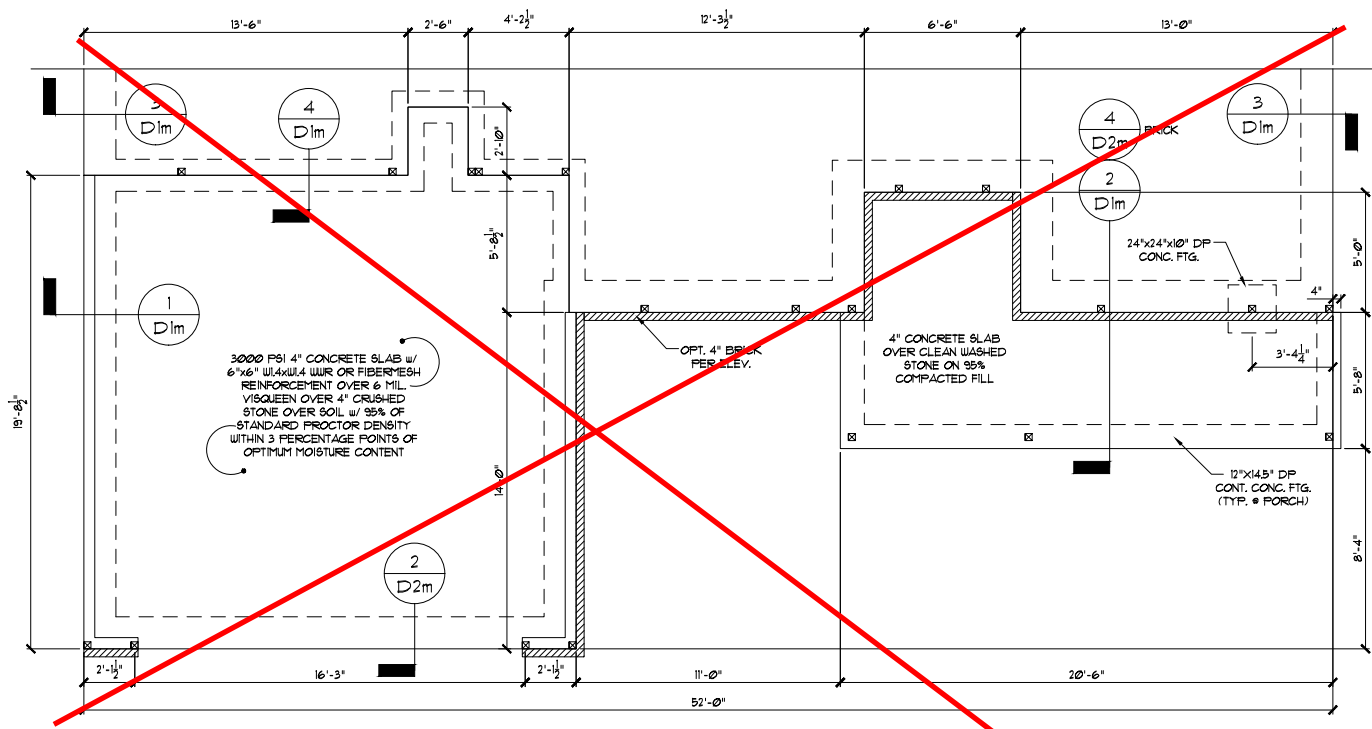 13'-6"
2'-6"
4'-2½"
12'-3½"
6'-6"
13'-0"
3
D1m
4
D1m
4
D2m
BRICK
3
D1m
2'-10"
2
D1m
5'-8½"
24"x24"x10" DP
CONC. FTG.
5'-0"
4"
1
D1m
OPT. 4" BRICK
PER ELEV.
4" CONCRETE SLAB
OVER CLEAN WASHED
STONE ON 95%
COMPACTED FILL
3'-4¼"
5'-8"
3000 PSI 4" CONCRETE SLAB w/
6"x6" W1.4xW1.4 WWR OR FIBERMESH
REINFORCEMENT OVER 6 MIL.
VISQUEEN OVER 4" CRUSHED
STONE OVER SOIL w/ 95% OF
STANDARD PROCTOR DENSITY
WITHIN 3 PERCENTAGE POINTS OF
OPTIMUM MOISTURE CONTENT
19'-8½"
14'-0"
12"X14.5" DP
CONT. CONC. FTG.
(TYP. @ PORCH)
8'-4"
2
D2m
2'-1½"
16'-3"
2'-1½"
11'-0"
20'-6"
52'-0"